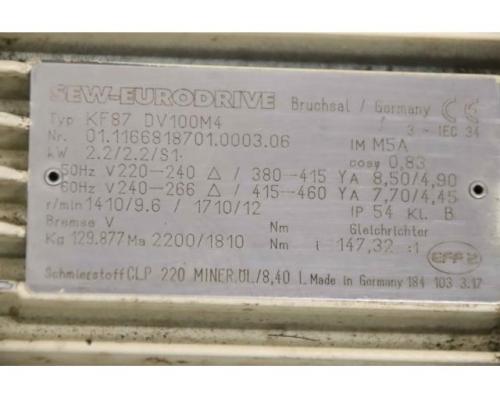 SEW-EURODRIVE Bruchsal / Germany CE
Typ KF87 DV100M4 3~IEC 34
Nr. 01.1166818701.0003.06 IM M5A
kW 2.2/2.2/S1 cosφ 0,83
50Hz V 220-240 Δ / 380-415 Y A 8,50/4,90
60Hz V 240-266 Δ / 415-460 Y A 7,70/4,45
r/min 1410/9.6 / 1710/12 IP 54 Kl. B
Bremse V Nm Gleichrichter
Kg 129.877 Ma 2200/1810 Nm i 147,32 :1
Schmierstoff CLP 220 MINER.ÖL/8,40 l Made in Germany 184 103 3.17
EFF2